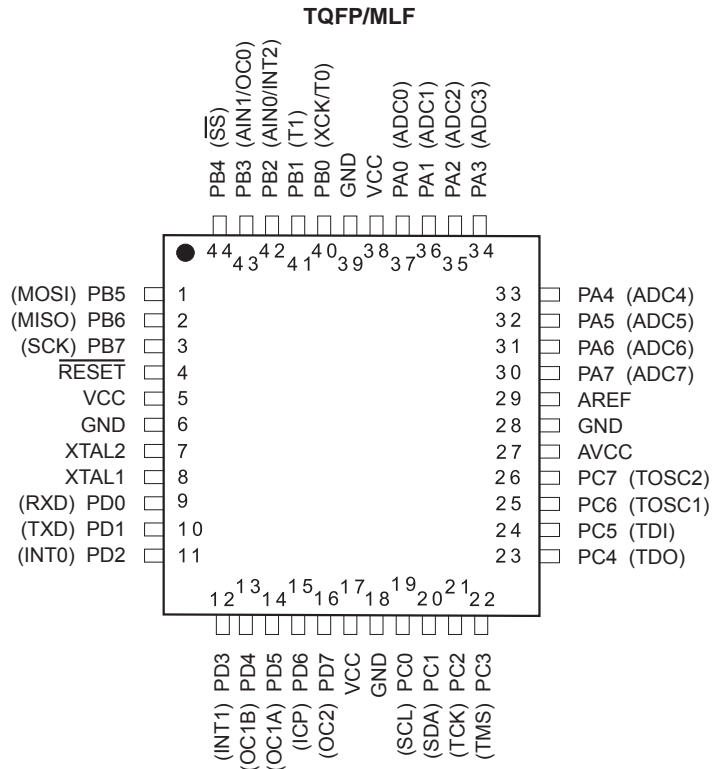 TQFP/MLF
PB4 (SS)
PB3 (AIN1/OC0)
PB2 (AIN0/INT2)
PB1 (T1)
PB0 (XCK/T0)
GND
VCC
PA0 (ADC0)
PA1 (ADC1)
PA2 (ADC2)
PA3 (ADC3)
44
43
42
41
40
39
38
37
36
35
34
(MOSI) PB5 1
(MISO) PB6 2
(SCK) PB7 3
RESET 4
VCC 5
GND 6
XTAL2 7
XTAL1 8
(RXD) PD0 9
(TXD) PD1 10
(INT0) PD2 11
33 PA4 (ADC4)
32 PA5 (ADC5)
31 PA6 (ADC6)
30 PA7 (ADC7)
29 AREF
28 GND
27 AVCC
26 PC7 (TOSC2)
25 PC6 (TOSC1)
24 PC5 (TDI)
23 PC4 (TDO)
12
13
14
15
16
17
18
19
20
21
22
(INT1) PD3
(OC1B) PD4
(OC1A) PD5
(ICP) PD6
(OC2) PD7
VCC
GND
(SCL) PC0
(SDA) PC1
(TCK) PC2
(TMS) PC3